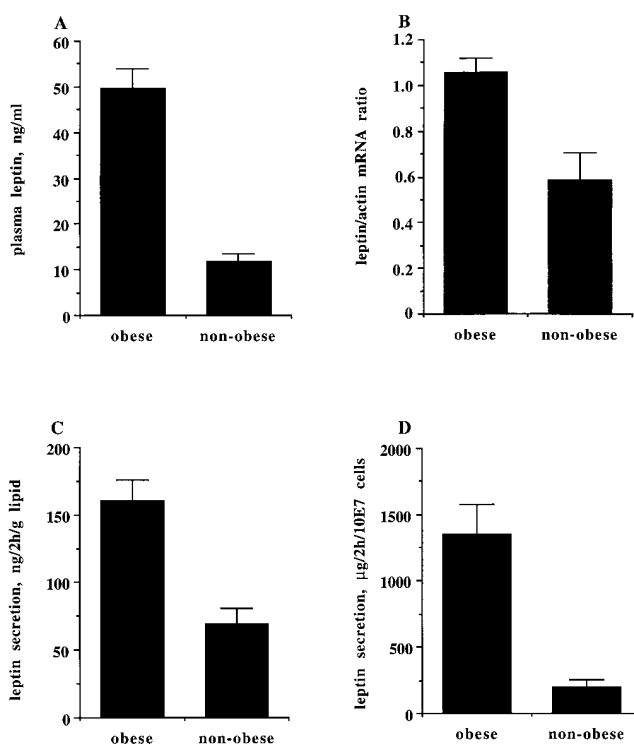 A
plasma leptin, ng/ml
60
50
40
30
20
10
0
obese
non-obese
B
leptin/actin mRNA ratio
1.2
1.0
0.8
0.6
0.4
0.2
0.0
obese
non-obese
C
leptin secretion, ng/2h/g lipid
200
150
100
50
0
obese
non-obese
D
leptin secretion, μg/2h/10E7 cells
2000
1500
1000
500
0
obese
non-obese